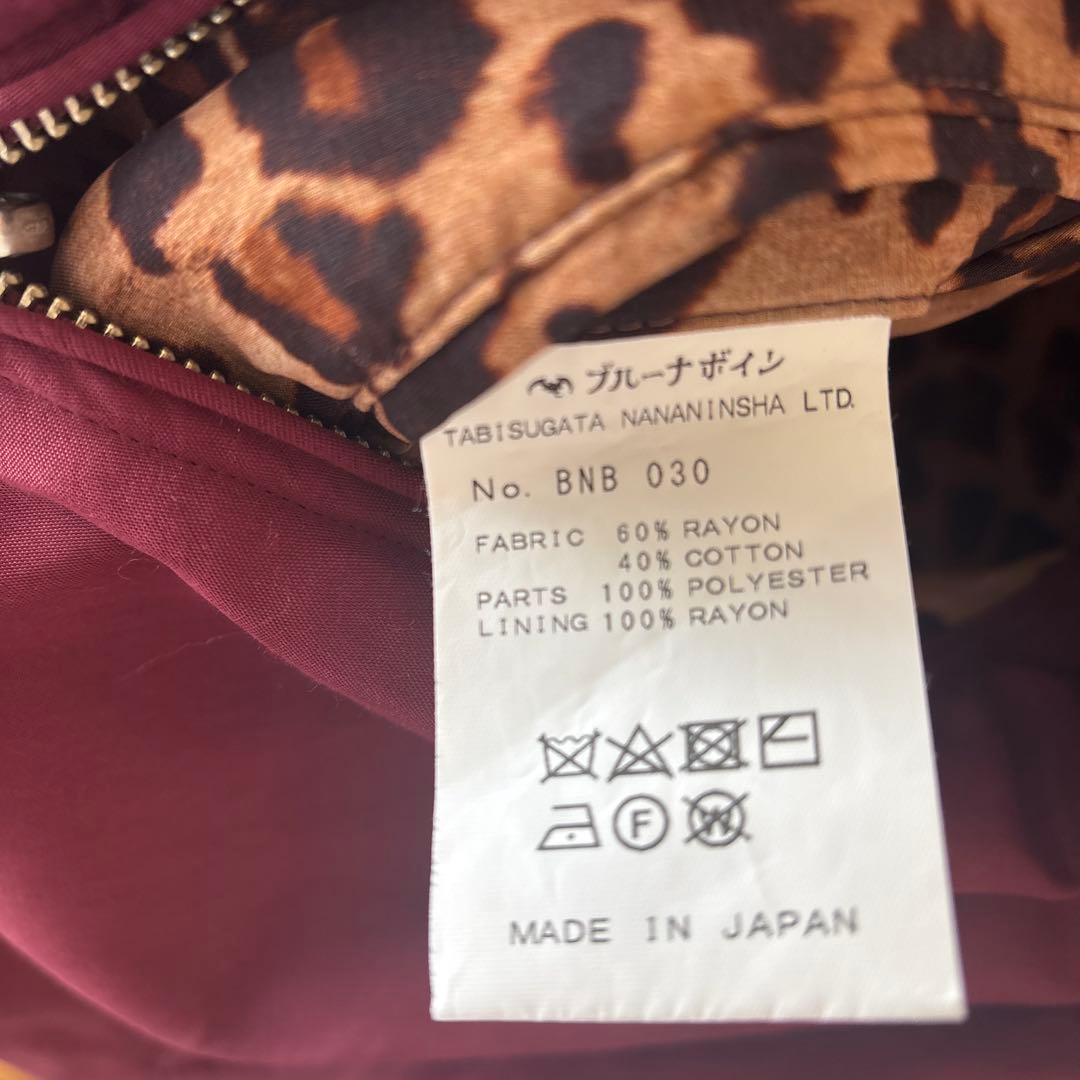 ブルーナボイン
TABISUGATA NANANINSHA LTD.
No. BNB 030
FABRIC 60% RAYON
40% COTTON
PARTS 100% POLYESTER
LINING 100% RAYON
F W
MADE IN JAPAN